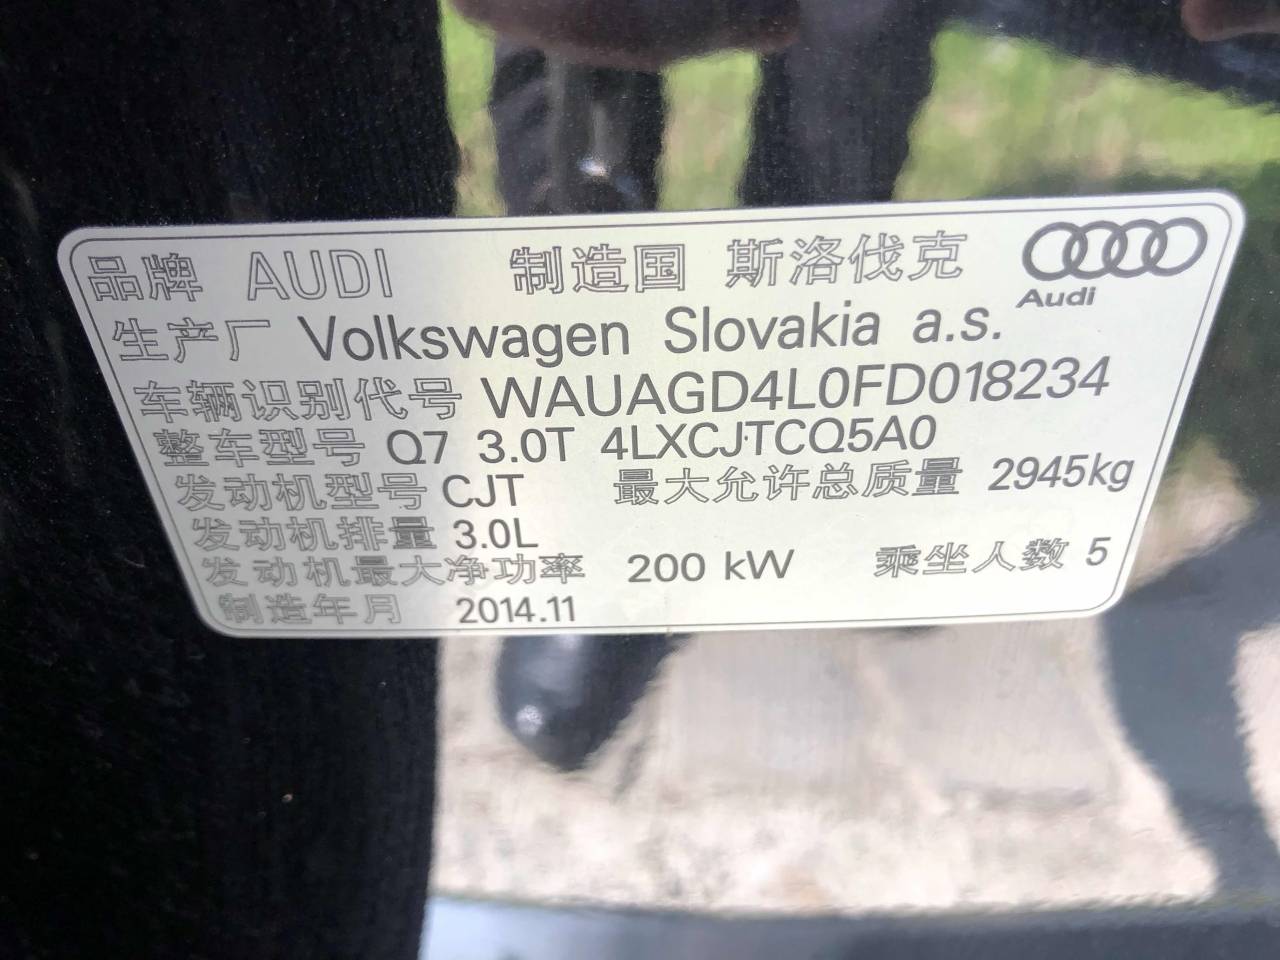 品牌 AUDI 制造国 斯洛伐克
Audi
生产厂 Volkswagen Slovakia a.s.
车辆识别代号 WAUAGD4L0FD018234
整车型号 Q7 3.0T 4LXCJTCQ5A0
发动机型号 CJT 最大允许总质量 2945kg
发动机排量 3.0L
发动机最大净功率 200 kW 乘坐人数 5
制造年月 2014.11